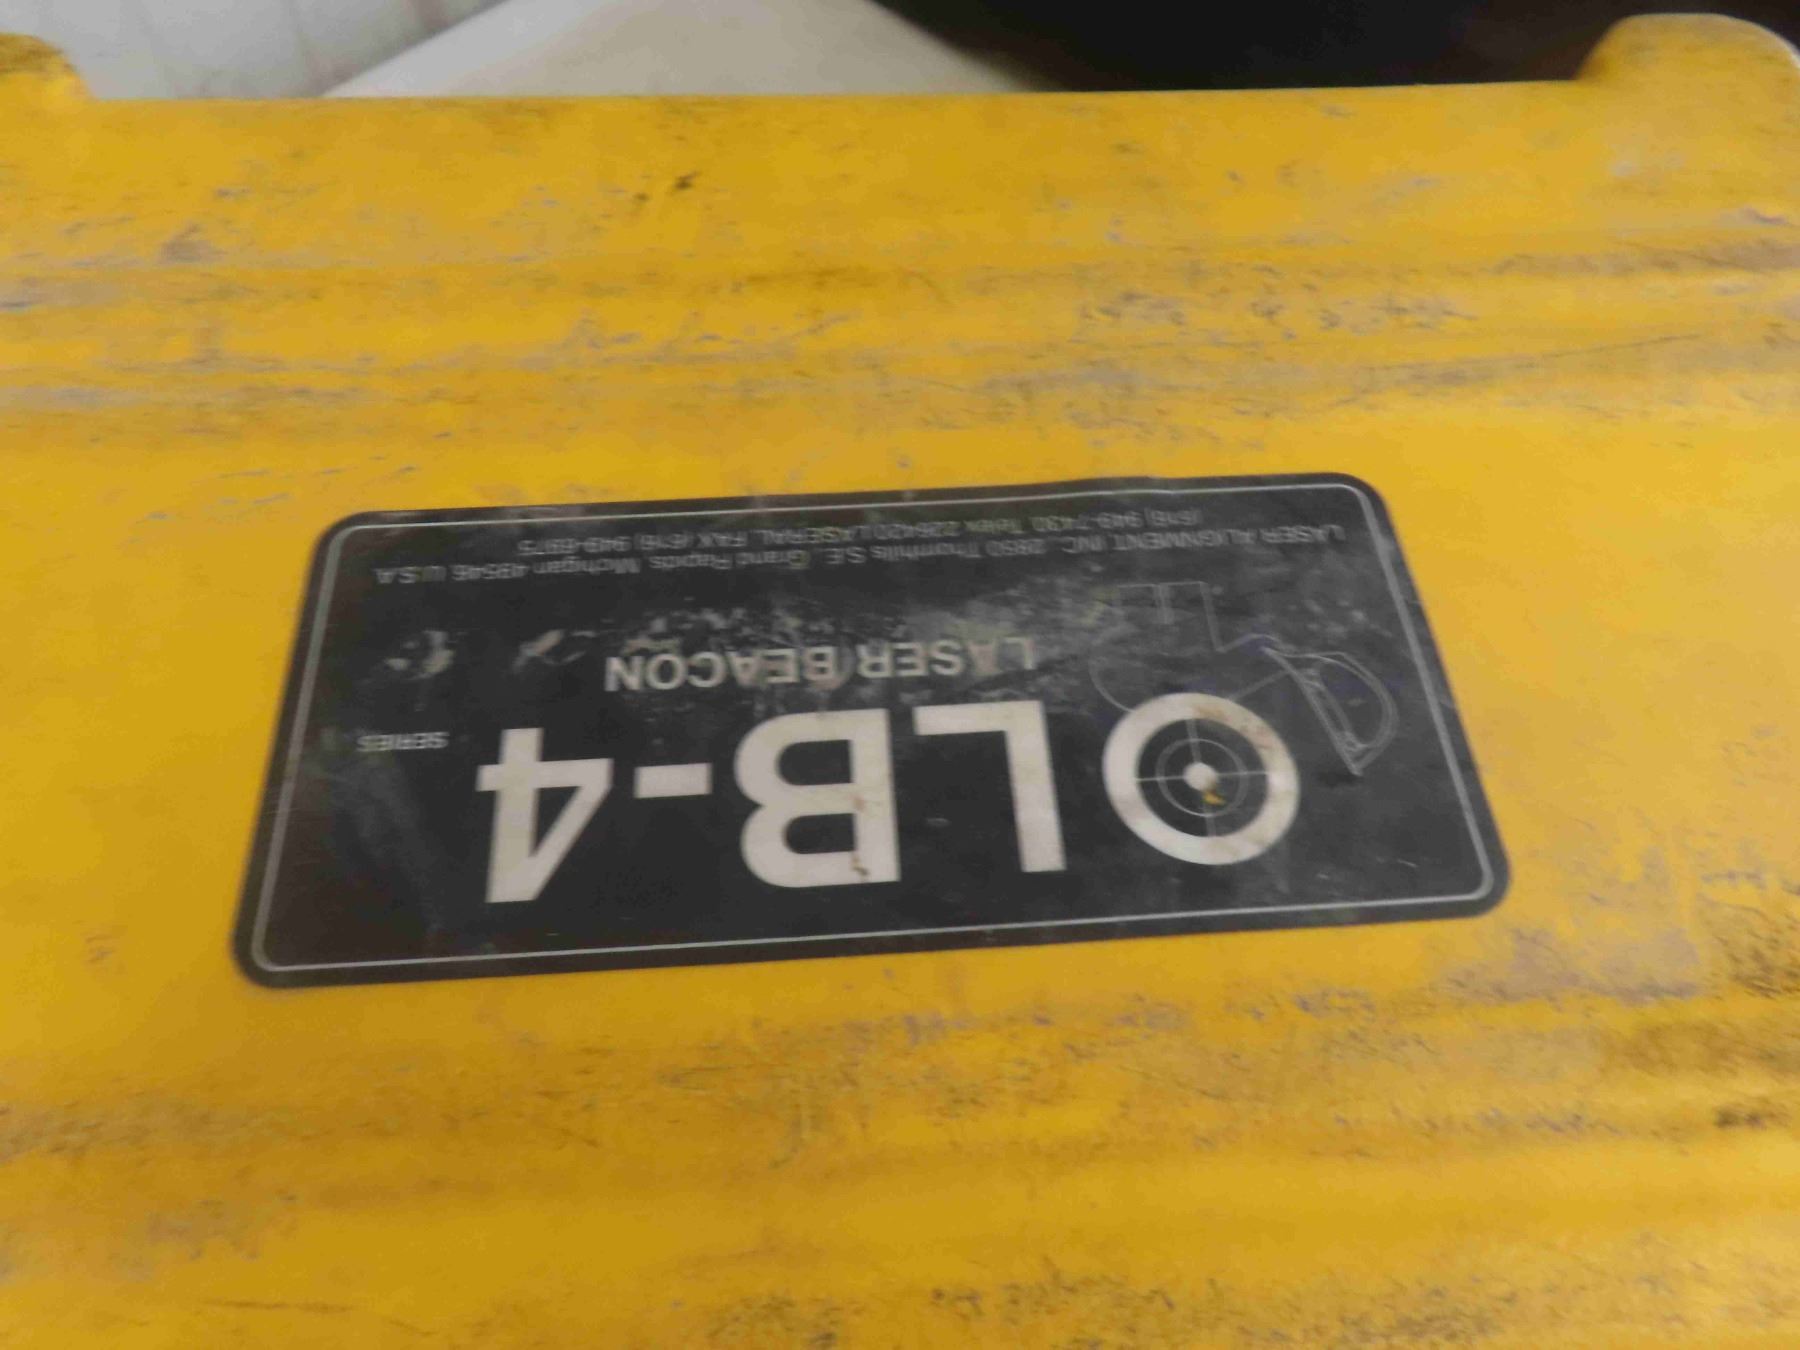 LB-4 SERIES
LASER BEACON
LASER ALIGNMENT, INC., 2850 Thornhills S.E., Grand Rapids, Michigan 49546, U.S.A.
(616) 949-7430, Telex 226420 LASERAL, FAX (616) 949-6975